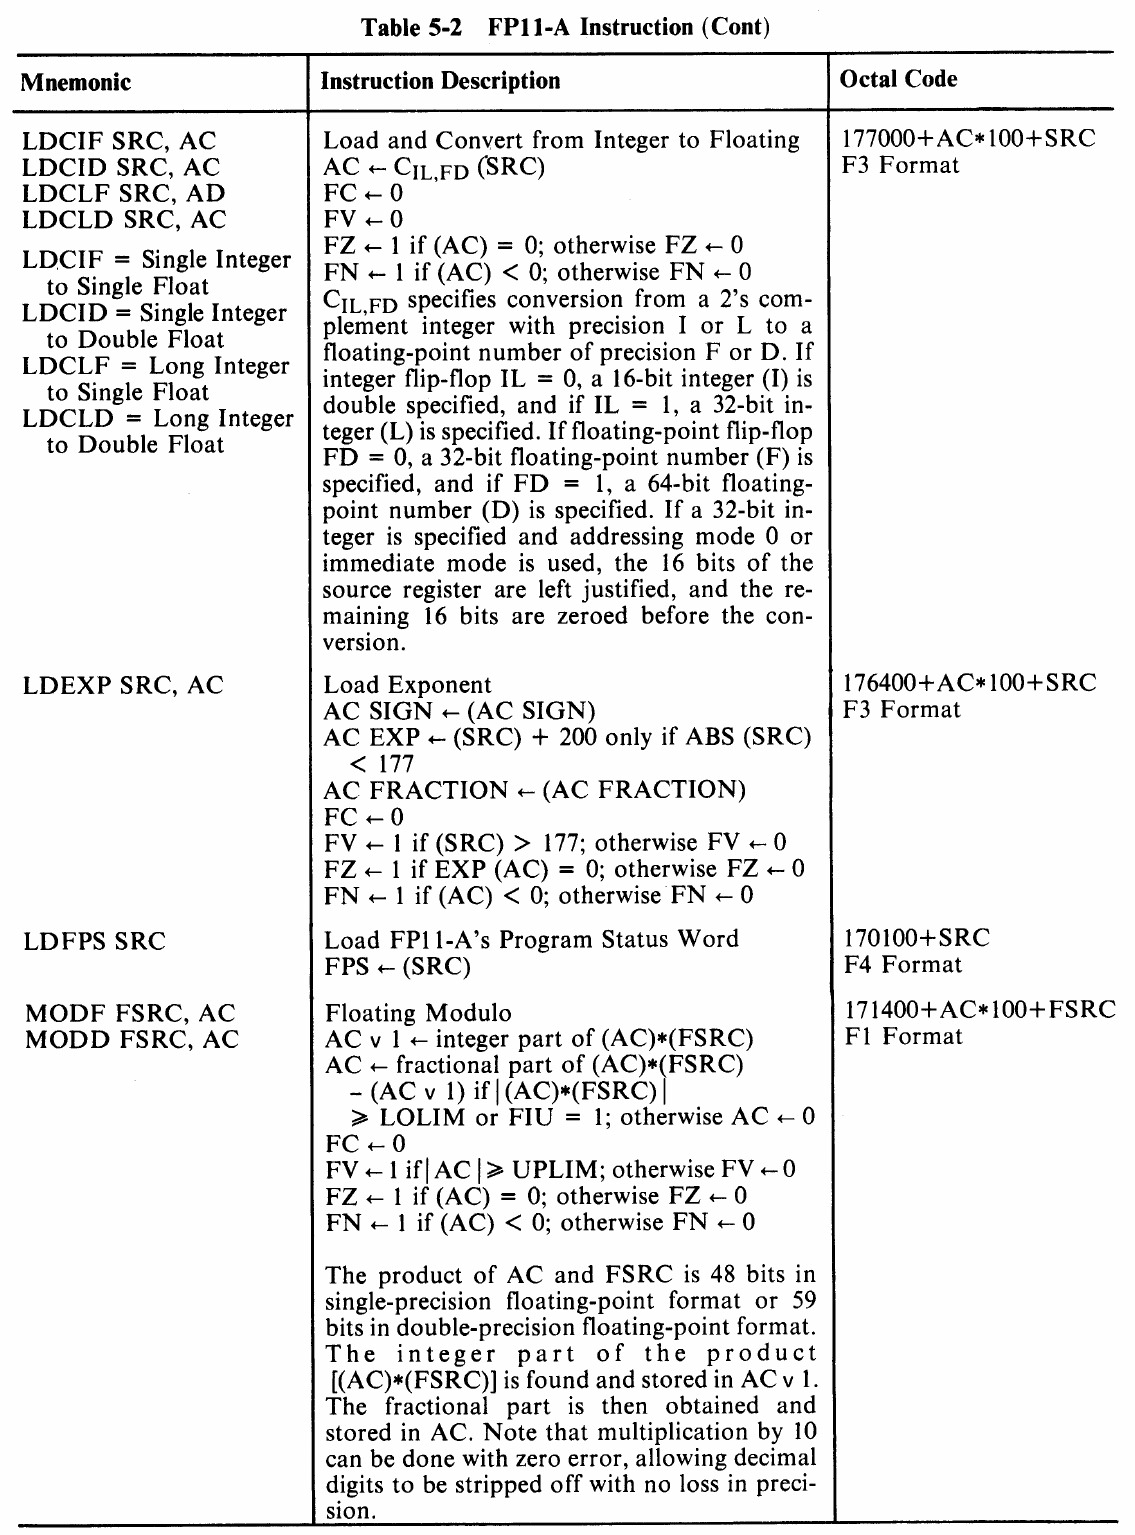 Table 5-2 FP11-A Instruction (Cont)
Mnemonic
Instruction Description
Octal Code
LDCIF SRC, AC
LDCID SRC, AC
LDCLF SRC, AD
LDCLD SRC, AC
LDCIF = Single Integer
to Single Float
LDCID = Single Integer
to Double Float
LDCLF = Long Integer
to Single Float
LDCLD = Long Integer
to Double Float
Load and Convert from Integer to Floating
AC ← CIL,FD (SRC)
FC ← 0
FV ← 0
FZ ← 1 if (AC) = 0; otherwise FZ ← 0
FN ← 1 if (AC) < 0; otherwise FN ← 0
CIL,FD specifies conversion from a 2's com-
plement integer with precision I or L to a
floating-point number of precision F or D. If
integer flip-flop IL = 0, a 16-bit integer (I) is
double specified, and if IL = 1, a 32-bit in-
teger (L) is specified. If floating-point flip-flop
FD = 0, a 32-bit floating-point number (F) is
specified, and if FD = 1, a 64-bit floating-
point number (D) is specified. If a 32-bit in-
teger is specified and addressing mode 0 or
immediate mode is used, the 16 bits of the
source register are left justified, and the re-
maining 16 bits are zeroed before the con-
version.
177000+AC*100+SRC
F3 Format
LDEXP SRC, AC
Load Exponent
AC SIGN ← (AC SIGN)
AC EXP ← (SRC) + 200 only if ABS (SRC)
< 177
AC FRACTION ← (AC FRACTION)
FC ← 0
FV ← 1 if (SRC) > 177; otherwise FV ← 0
FZ ← 1 if EXP (AC) = 0; otherwise FZ ← 0
FN ← 1 if (AC) < 0; otherwise FN ← 0
176400+AC*100+SRC
F3 Format
LDFPS SRC
Load FP11-A's Program Status Word
FPS ← (SRC)
170100+SRC
F4 Format
MODF FSRC, AC
MODD FSRC, AC
Floating Modulo
AC v 1 ← integer part of (AC)*(FSRC)
AC ← fractional part of (AC)*(FSRC)
– (AC v 1) if | (AC)*(FSRC) |
⩾ LOLIM or FIU = 1; otherwise AC ← 0
FC ← 0
FV ← 1 if | AC | ⩾ UPLIM; otherwise FV ← 0
FZ ← 1 if (AC) = 0; otherwise FZ ← 0
FN ← 1 if (AC) < 0; otherwise FN ← 0
The product of AC and FSRC is 48 bits in
single-precision floating-point format or 59
bits in double-precision floating-point format.
The integer part of the product
[(AC)*(FSRC)] is found and stored in AC v 1.
The fractional part is then obtained and
stored in AC. Note that multiplication by 10
can be done with zero error, allowing decimal
digits to be stripped off with no loss in preci-
sion.
171400+AC*100+FSRC
F1 Format